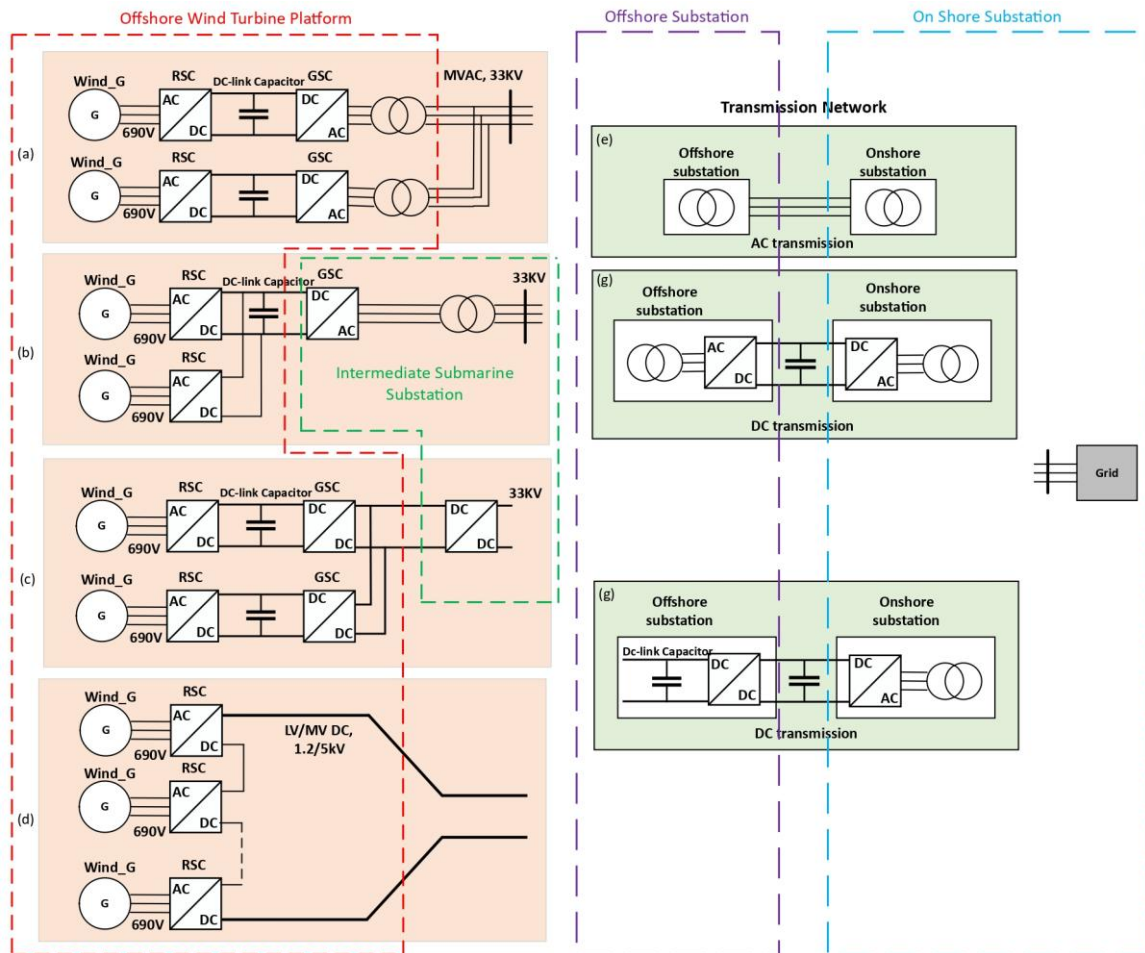 Offshore Wind Turbine Platform
Offshore Substation
On Shore Substation
(a)
Wind_G
G
690V
RSC
AC
DC
DC-link Capacitor
GSC
DC
AC
MVAC, 33KV
Wind_G
G
690V
RSC
AC
DC
GSC
DC
AC
(b)
Wind_G
G
690V
RSC
AC
DC
DC-link Capacitor
GSC
DC
AC
33KV
Wind_G
G
690V
RSC
AC
DC
Intermediate Submarine
Substation
(c)
Wind_G
G
690V
RSC
AC
DC
DC-link Capacitor
GSC
DC
DC
DC
DC
33KV
Wind_G
G
690V
RSC
AC
DC
GSC
DC
DC
(d)
Wind_G
G
690V
RSC
AC
DC
LV/MV DC,
1.2/5kV
Wind_G
G
690V
RSC
AC
DC
Wind_G
G
690V
RSC
AC
DC
Transmission Network
(e)
Offshore
substation
Onshore
substation
AC transmission
(g)
Offshore
substation
AC
DC
Onshore
substation
DC
AC
DC transmission
Grid
(g)
Offshore
substation
Dc-link Capacitor
DC
DC
Onshore
substation
DC
AC
DC transmission